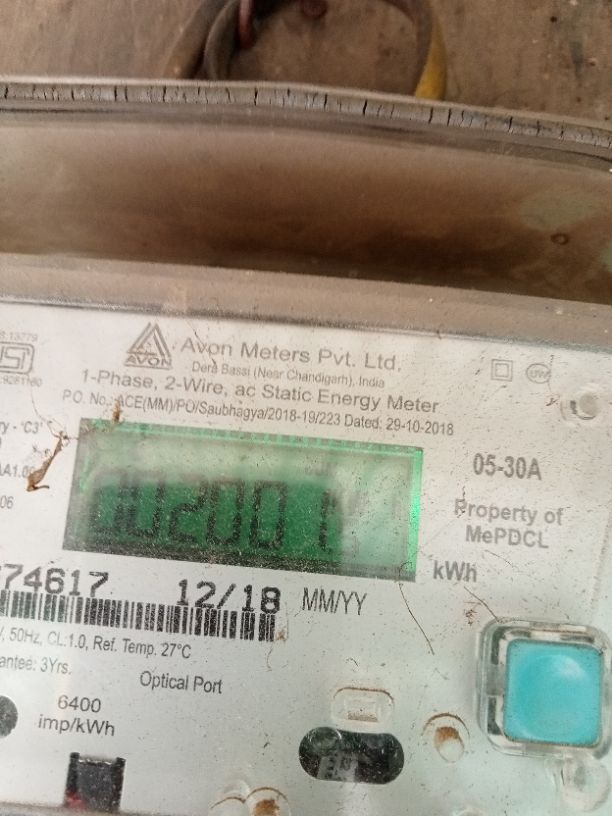 AVON
Avon Meters Pvt. Ltd.
Dera Bassi (Near Chandigarh), India
1-Phase, 2-Wire, ac Static Energy Meter
P.O. No.: ACE(MM)/PO/Saubhagya/2018-19/223 Dated: 29-10-2018
05-30A
Property of
MePDCL
kWh
74617 12/18 MM/YY
50Hz, CL:1.0, Ref. Temp. 27°C
3Yrs.
Optical Port
6400
imp/kWh